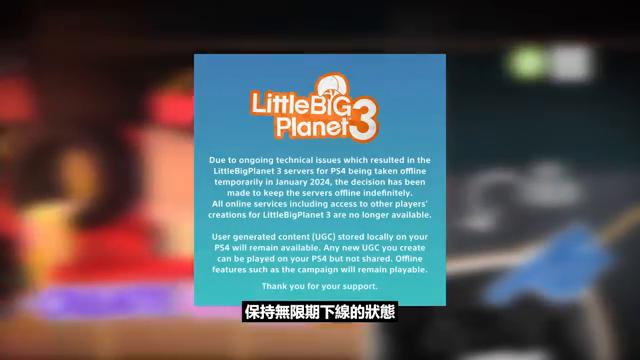 LittleBIG
Planet 3
Due to ongoing technical issues which resulted in the
LittleBigPlanet 3 servers for PS4 being taken offline
temporarily in January 2024, the decision has been
made to keep the servers offline indefinitely.
All online services including access to other players'
creations for LittleBigPlanet 3 are no longer available.
User generated content (UGC) stored locally on your
PS4 will remain available. Any new UGC you create
can be played on your PS4 but not shared. Offline
features such as the campaign will remain playable.
Thank you for your support.
保持無限期下線的狀態